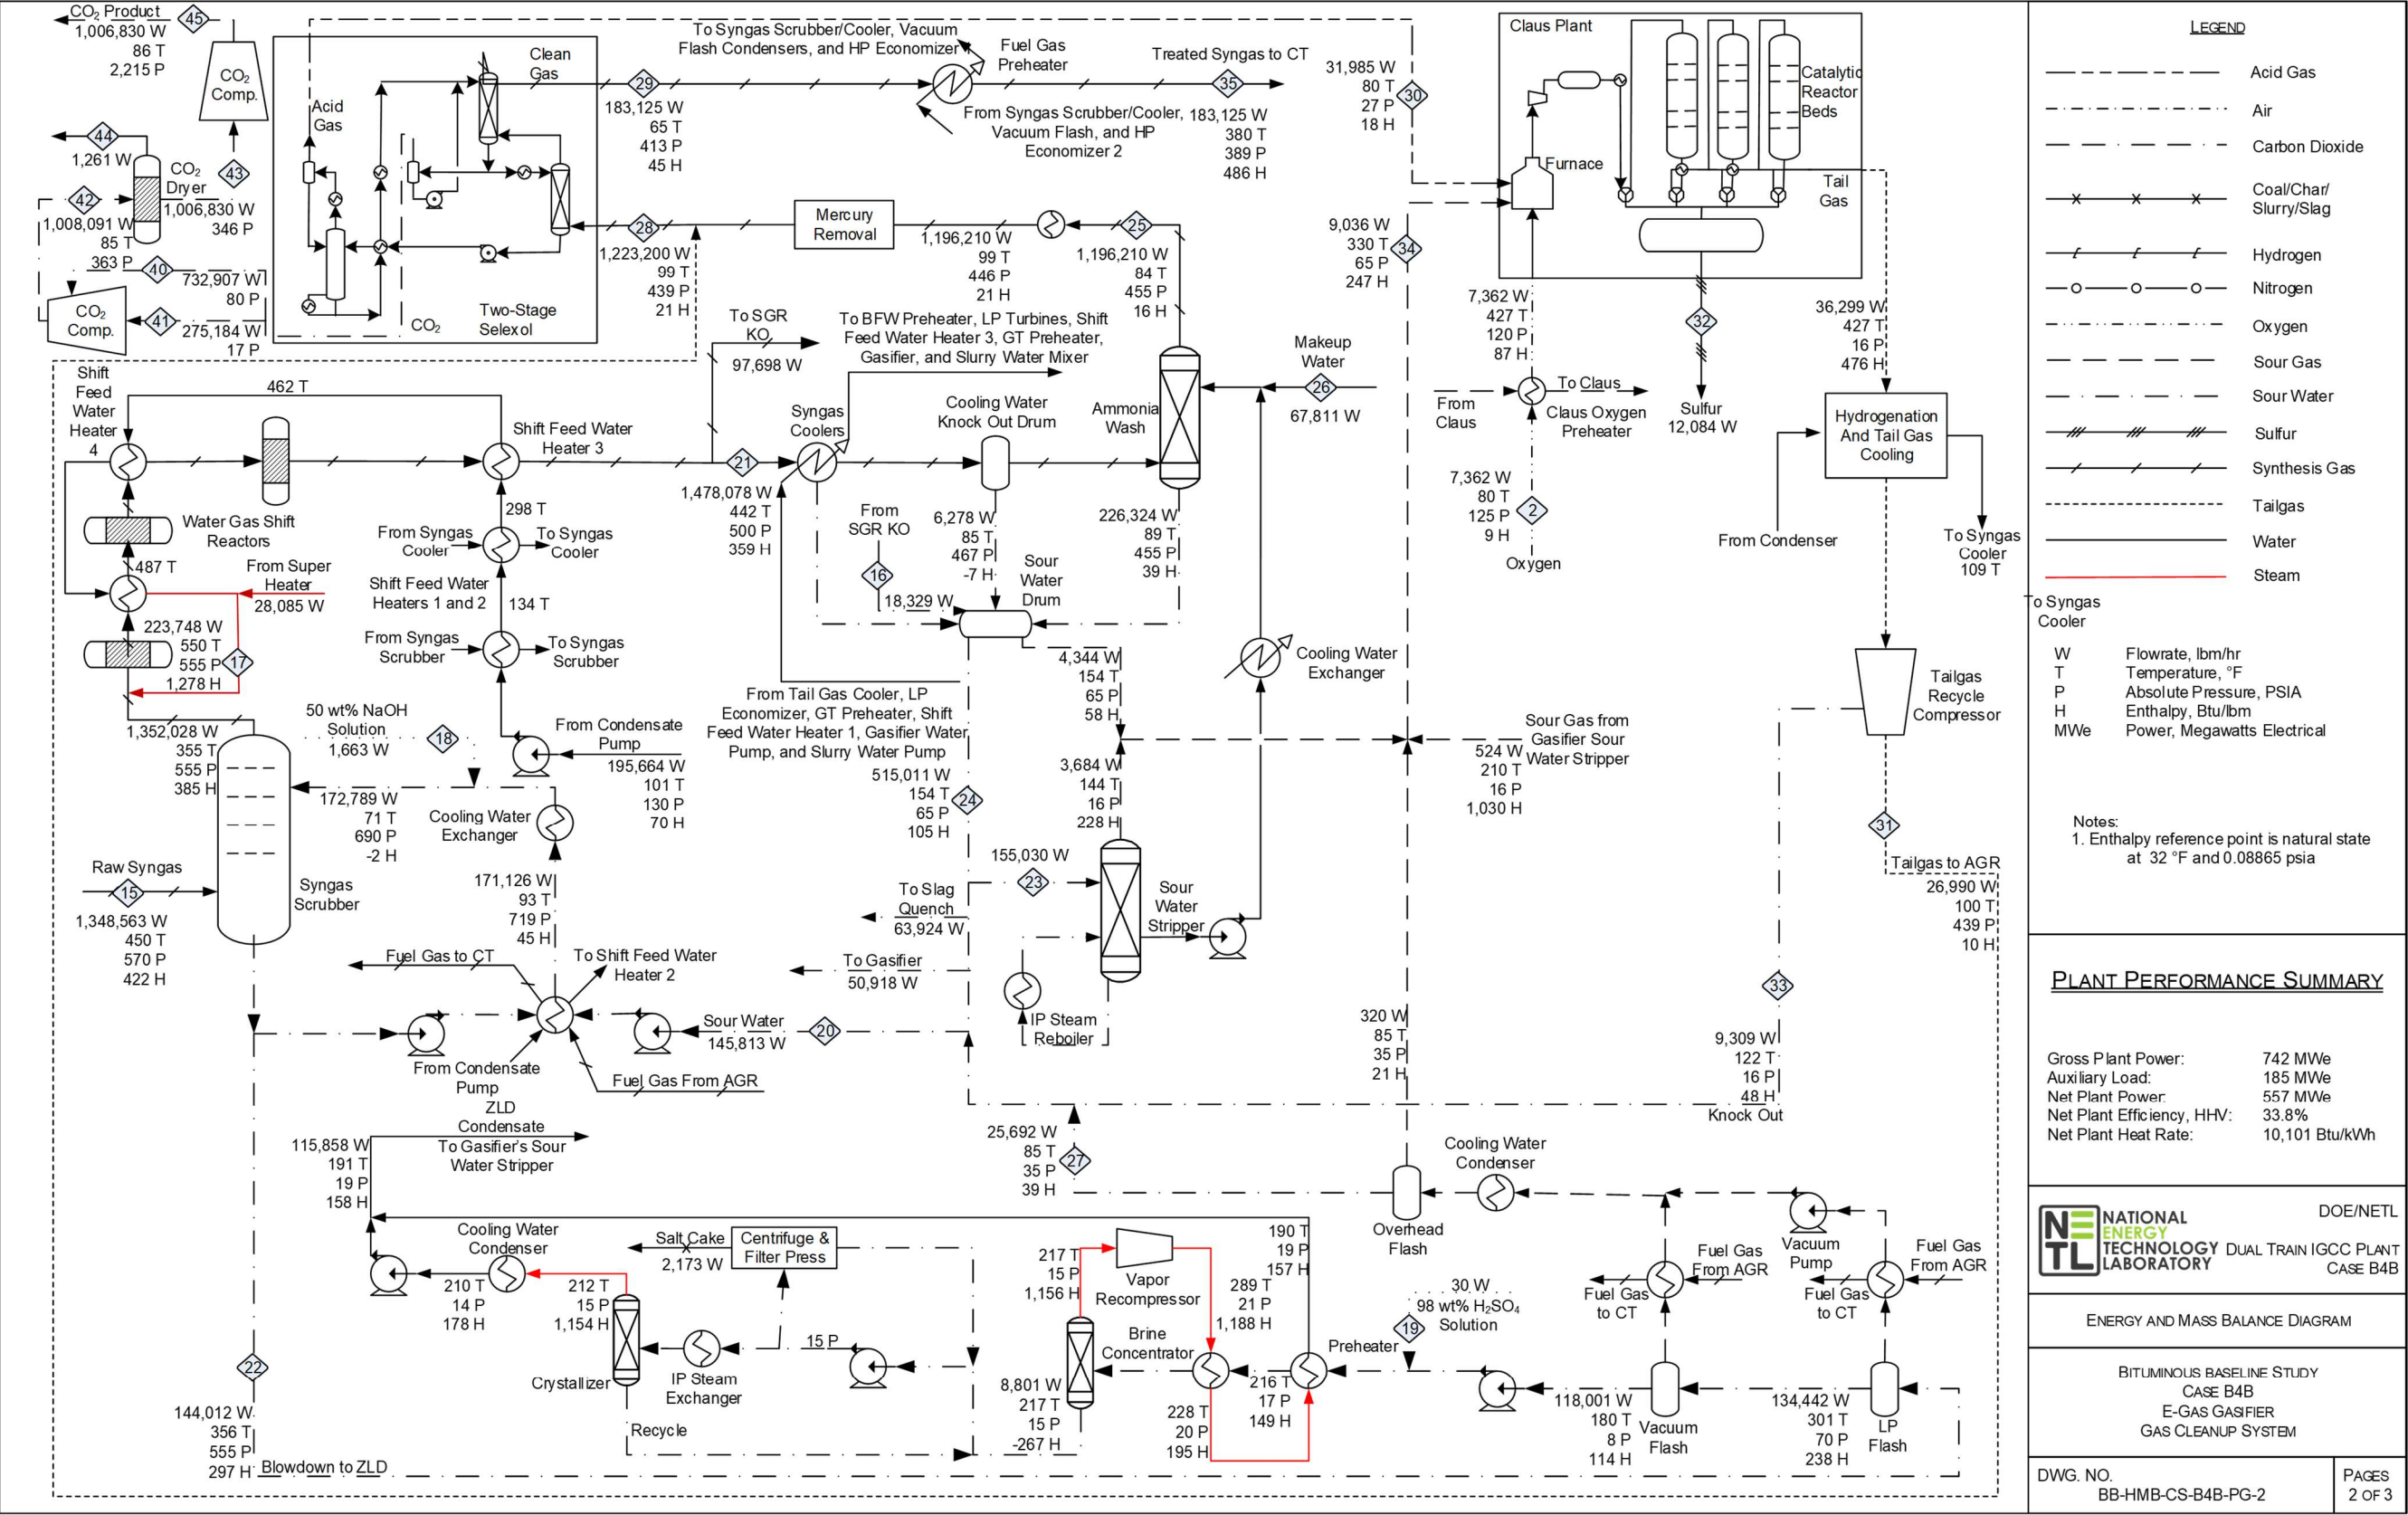 CO₂ Product
1,006,830 W
86 T
2,215 P
45
CO₂
Comp.
44
1,261 W
CO₂
Dryer
43
42
1,008,091 W
85 T
363 P
1,006,830 W
346 P
40
732,907 W
80 P
CO₂
Comp.
41
275,184 W
17 P
Clean
Gas
Acid
Gas
Two-Stage
Selexol
CO₂
To Syngas Scrubber/Cooler, Vacuum
Flash Condensers, and HP Economizer
29
183,125 W
65 T
413 P
45 H
Fuel Gas
Preheater
From Syngas Scrubber/Cooler,
Vacuum Flash, and HP
Economizer 2
Treated Syngas to CT
35
183,125 W
380 T
389 P
486 H
28
1,223,200 W
99 T
439 P
21 H
Mercury
Removal
1,196,210 W
99 T
446 P
21 H
25
1,196,210 W
84 T
455 P
16 H
31,985 W
80 T
27 P
18 H
30
9,036 W
330 T
65 P
247 H
34
Claus Plant
Furnace
Catalytic
Reactor
Beds
Tail
Gas
7,362 W
427 T
120 P
87 H
32
Sulfur
12,084 W
36,299 W
427 T
16 P
476 H
From
Claus
To Claus
Claus Oxygen
Preheater
7,362 W
80 T
125 P
9 H
2
Oxygen
Hydrogenation
And Tail Gas
Cooling
From Condenser
To Syngas
Cooler
109 T
Shift
Feed
Water
Heater
4
462 T
Shift Feed Water
Heater 3
To SGR
KO
97,698 W
To BFW Preheater, LP Turbines, Shift
Feed Water Heater 3, GT Preheater,
Gasifier, and Slurry Water Mixer
21
1,478,078 W
442 T
500 P
359 H
Syngas
Coolers
Cooling Water
Knock Out Drum
Ammonia
Wash
Makeup
Water
26
67,811 W
Water Gas Shift
Reactors
487 T
From Super
Heater
28,085 W
223,748 W
550 T
555 P
1,278 H
17
298 T
From Syngas
Cooler
To Syngas
Cooler
Shift Feed Water
Heaters 1 and 2
134 T
From Syngas
Scrubber
To Syngas
Scrubber
From Condensate
Pump
195,664 W
101 T
130 P
70 H
From
SGR KO
16
18,329 W
6,278 W
85 T
467 P
-7 H
Sour
Water
Drum
226,324 W
89 T
455 P
39 H
From Tail Gas Cooler, LP
Economizer, GT Preheater, Shift
Feed Water Heater 1, Gasifier Water
Pump, and Slurry Water Pump
515,011 W
154 T
65 P
105 H
24
4,344 W
154 T
65 P
58 H
3,684 W
144 T
16 P
228 H
Cooling Water
Exchanger
Sour Gas from
Gasifier Sour
Water Stripper
524 W
210 T
16 P
1,030 H
Tailgas
Recycle
Compressor
31
Tailgas to AGR
26,990 W
100 T
439 P
10 H
1,352,028 W
355 T
555 P
385 H
50 wt% NaOH
Solution
1,663 W
18
172,789 W
71 T
690 P
-2 H
Cooling Water
Exchanger
Raw Syngas
15
1,348,563 W
450 T
570 P
422 H
Syngas
Scrubber
171,126 W
93 T
719 P
45 H
Fuel Gas to CT
To Shift Feed Water
Heater 2
From Condensate
Pump
Fuel Gas From AGR
Sour Water
145,813 W
20
155,030 W
23
To Slag
Quench
63,924 W
To Gasifier
50,918 W
Sour
Water
Stripper
IP Steam
Reboiler
320 W
85 T
35 P
21 H
33
9,309 W
122 T
16 P
48 H
Knock Out
ZLD
Condensate
To Gasifier's Sour
Water Stripper
115,858 W
191 T
19 P
158 H
25,692 W
85 T
35 P
39 H
27
Overhead
Flash
Cooling Water
Condenser
Vacuum
Pump
Fuel Gas
From AGR
Fuel Gas
to CT
Fuel Gas
From AGR
Fuel Gas
to CT
Cooling Water
Condenser
210 T
14 P
178 H
212 T
15 P
1,154 H
Salt Cake
2,173 W
Centrifuge &
Filter Press
Crystallizer
IP Steam
Exchanger
15 P
Recycle
217 T
15 P
1,156 H
Vapor
Recompressor
Brine
Concentrator
8,801 W
217 T
15 P
-267 H
190 T
19 P
157 H
289 T
21 P
1,188 H
228 T
20 P
195 H
216 T
17 P
149 H
Preheater
30 W
98 wt% H₂SO₄
Solution
19
118,001 W
180 T
8 P
114 H
Vacuum
Flash
134,442 W
301 T
70 P
238 H
LP
Flash
22
144,012 W
356 T
555 P
297 H
Blowdown to ZLD
LEGEND
Acid Gas
Air
Carbon Dioxide
Coal/Char/
Slurry/Slag
Hydrogen
Nitrogen
Oxygen
Sour Gas
Sour Water
Sulfur
Synthesis Gas
Tailgas
Water
Steam
To Syngas
Cooler
W Flowrate, lbm/hr
T Temperature, °F
P Absolute Pressure, PSIA
H Enthalpy, Btu/lbm
MWe Power, Megawatts Electrical
Notes:
1. Enthalpy reference point is natural state
at 32 °F and 0.08865 psia
PLANT PERFORMANCE SUMMARY
Gross Plant Power: 742 MWe
Auxiliary Load: 185 MWe
Net Plant Power: 557 MWe
Net Plant Efficiency, HHV: 33.8%
Net Plant Heat Rate: 10,101 Btu/kWh
NETL
NATIONAL
ENERGY
TECHNOLOGY
LABORATORY
DOE/NETL
DUAL TRAIN IGCC PLANT
CASE B4B
ENERGY AND MASS BALANCE DIAGRAM
BITUMINOUS BASELINE STUDY
CASE B4B
E-GAS GASIFIER
GAS CLEANUP SYSTEM
DWG. NO.
BB-HMB-CS-B4B-PG-2
PAGES
2 OF 3